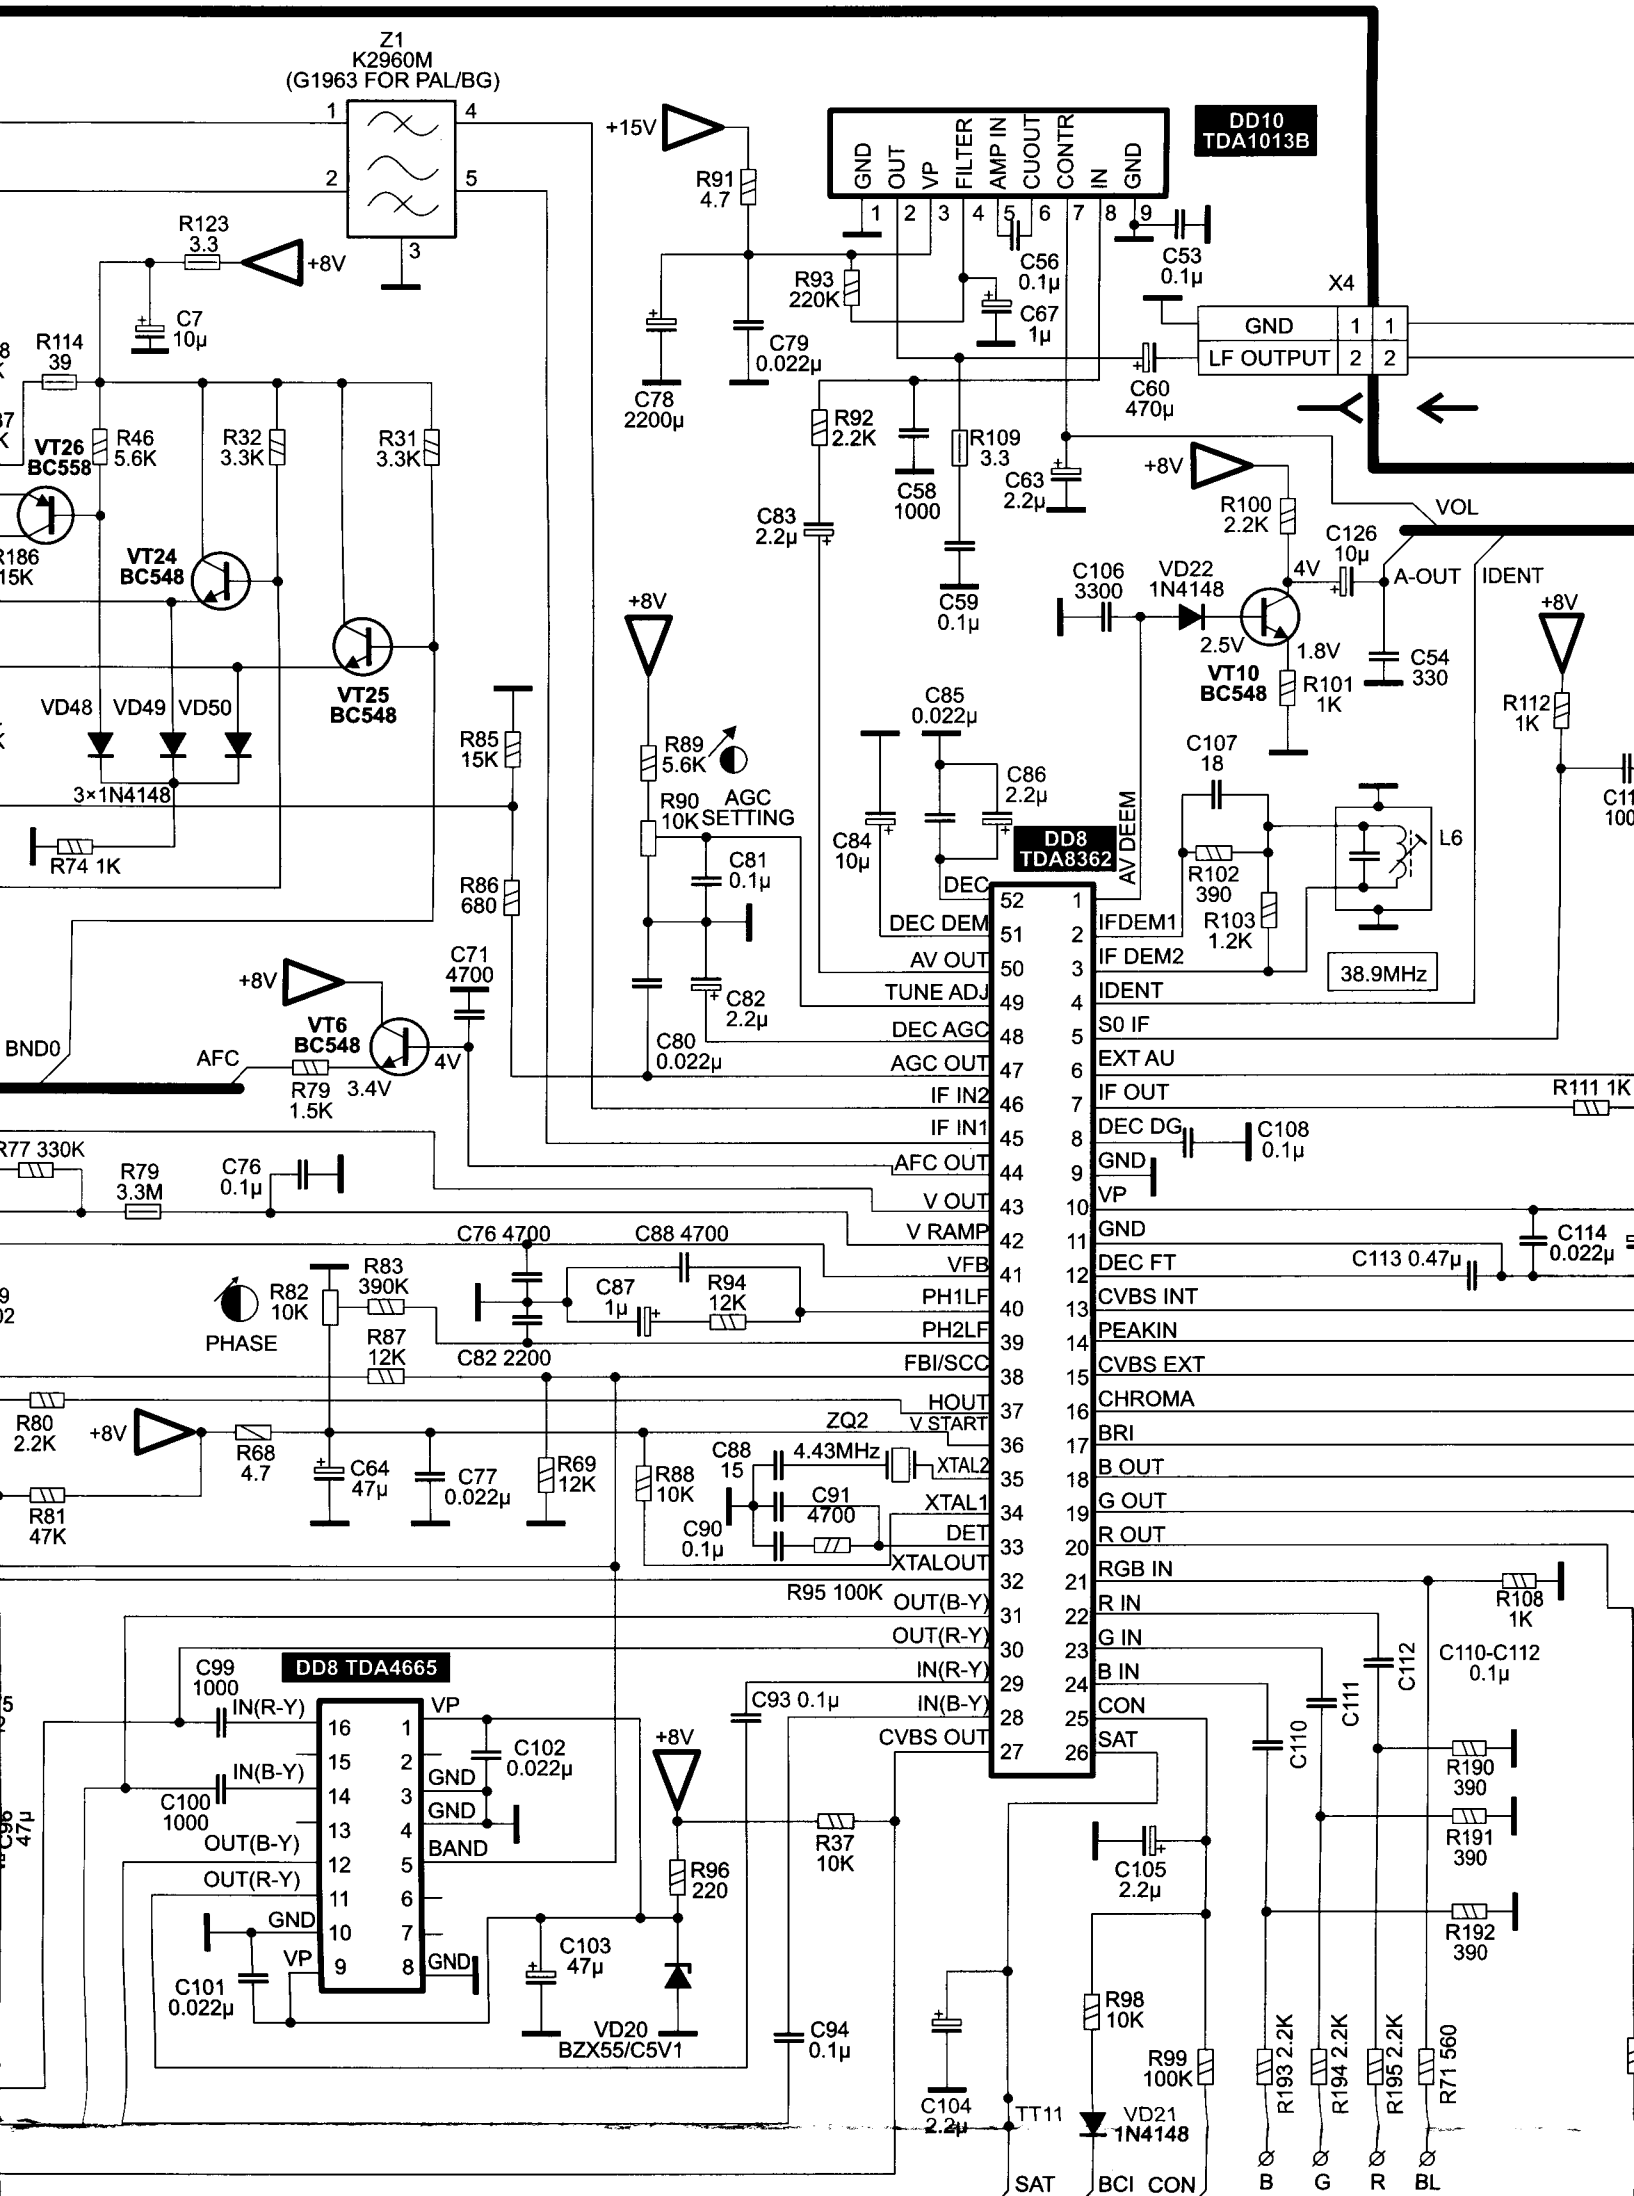 Z1
K2960M
(G1963 FOR PAL/BG)
1
4
2
5
3
+15V
R91
4.7
GND
OUT
VP
FILTER
AMP IN
CUOUT
CONTR
IN
GND
1 2 3 4 5 6 7 8 9
DD10
TDA1013B
R123
3.3
+8V
C7
10µ
R114
39
R93
220K
C56
0.1µ
C53
0.1µ
C67
1µ
X4
GND 1 1
LF OUTPUT 2 2
C79
0.022µ
C78
2200µ
C60
470µ
R92
2.2K
C58
1000
R109
3.3
C63
2.2µ
+8V
R100
2.2K
VOL
VT26
BC558
R46
5.6K
R32
3.3K
R31
3.3K
R186
15K
VT24
BC548
C83
2.2µ
C59
0.1µ
C106
3300
VD22
1N4148
4V
C126
10µ
A-OUT
IDENT
2.5V
1.8V
VT10
BC548
R101
1K
C54
330
+8V
+8V
R112
1K
VT25
BC548
VD48 VD49 VD50
3×1N4148
R74 1K
R85
15K
R86
680
R89
5.6K
R90
10K
AGC
SETTING
C81
0.1µ
C85
0.022µ
C86
2.2µ
C84
10µ
DD8
TDA8362
AV DEEM
C107
18
R102
390
R103
1.2K
L6
38.9MHz
C71
4700
+8V
VT6
BC548
4V
3.4V
BND0
AFC
R79
1.5K
C80
0.022µ
C82
2.2µ
DEC 52
DEC DEM 51
AV OUT 50
TUNE ADJ 49
DEC AGC 48
AGC OUT 47
IF IN2 46
IF IN1 45
AFC OUT 44
V OUT 43
V RAMP 42
VFB 41
PH1LF 40
PH2LF 39
FBI/SCC 38
HOUT 37
V START 36
XTAL2 35
XTAL1 34
DET 33
XTALOUT 32
OUT(B-Y) 31
OUT(R-Y) 30
IN(R-Y) 29
IN(B-Y) 28
CVBS OUT 27
1
2 IFDEM1
3 IF DEM2
4 IDENT
5 S0 IF
6 EXT AU
7 IF OUT
8 DEC DG
9 GND
10 VP
11 GND
12 DEC FT
13 CVBS INT
14 PEAKIN
15 CVBS EXT
16 CHROMA
17 BRI
18 B OUT
19 G OUT
20 R OUT
21 RGB IN
22 R IN
23 G IN
24 B IN
25 CON
26 SAT
R111 1K
C108
0.1µ
C113 0.47µ
C114
0.022µ
R77 330K
R79
3.3M
C76
0.1µ
C76 4700
C88 4700
R83
390K
R82
10K
PHASE
C87
1µ
R94
12K
R87
12K
C82 2200
R80
2.2K
+8V
R68
4.7
R81
47K
C64
47µ
C77
0.022µ
R69
12K
R88
10K
ZQ2
4.43MHz
C88
15
C91
4700
C90
0.1µ
R95 100K
R108
1K
C110-C112
0.1µ
C112
C111
C110
C99
1000
DD8 TDA4665
IN(R-Y) 16
15
IN(B-Y) 14
13
OUT(B-Y) 12
OUT(R-Y) 11
GND 10
VP 9
1 VP
2
3 GND
4 GND
5 BAND
6
7
8 GND
C102
0.022µ
C100
1000
C93 0.1µ
+8V
R37
10K
R96
220
C105
2.2µ
R190
390
R191
390
R192
390
C101
0.022µ
C103
47µ
VD20
BZX55/C5V1
C94
0.1µ
C104
2.2µ
R98
10K
R99
100K
TT11
VD21
1N4148
R193 2.2K
R194 2.2K
R195 2.2K
R71 560
47µ
SAT
BCI
CON
B
G
R
BL